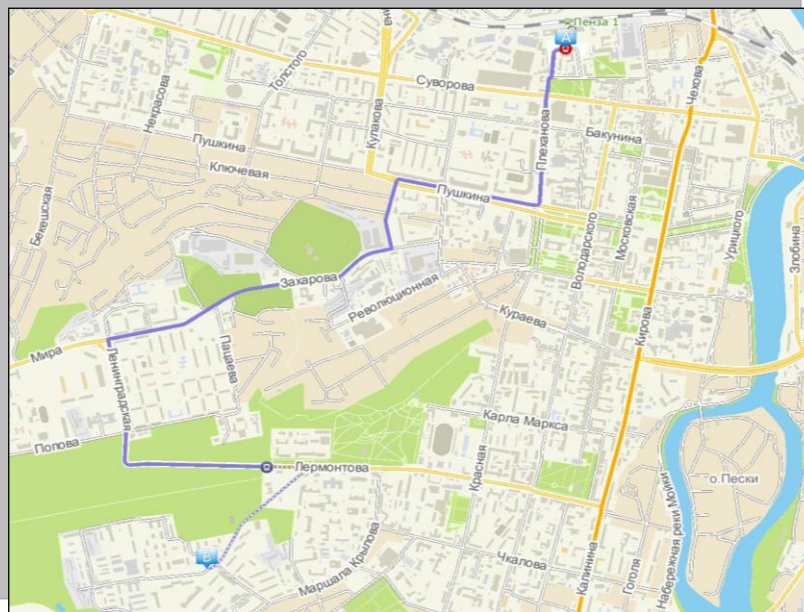 Пенза 1
A
Толстого
Некрасова
Суворова
Чехова
Кулакова
Плеханова
Бакунина
Пушкина
Ключевая
Пушкина
Бекешская
Володарского
Московская
Урицкого
Злобина
Захарова
Революционная
Кураева
Кирова
Мира
Ленинградская
Пацаева
Попова
Карла Маркса
Красная
Лермонтова
о.Пески
Набережная реки Мойки
B
Маршала Крылова
Чкалова
Калинина
Гоголя